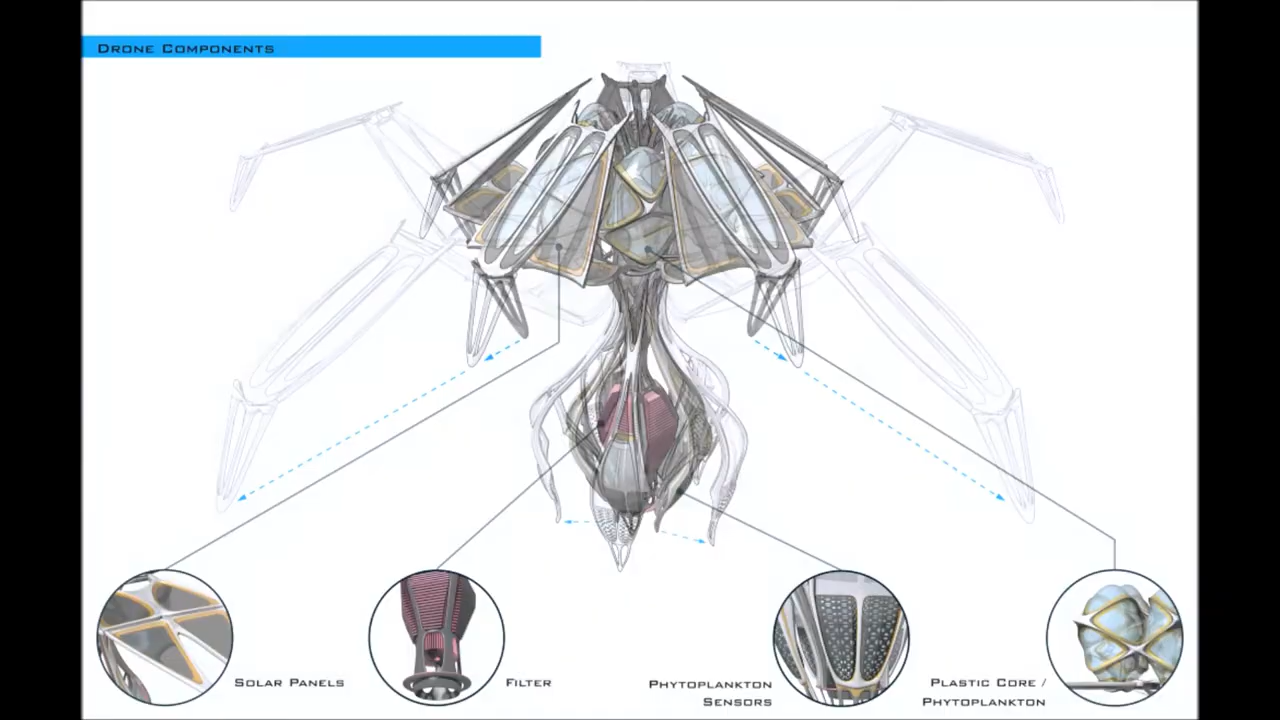 Drone Components
Solar Panels
Filter
Phytoplankton
Sensors
Plastic Core /
Phytoplankton